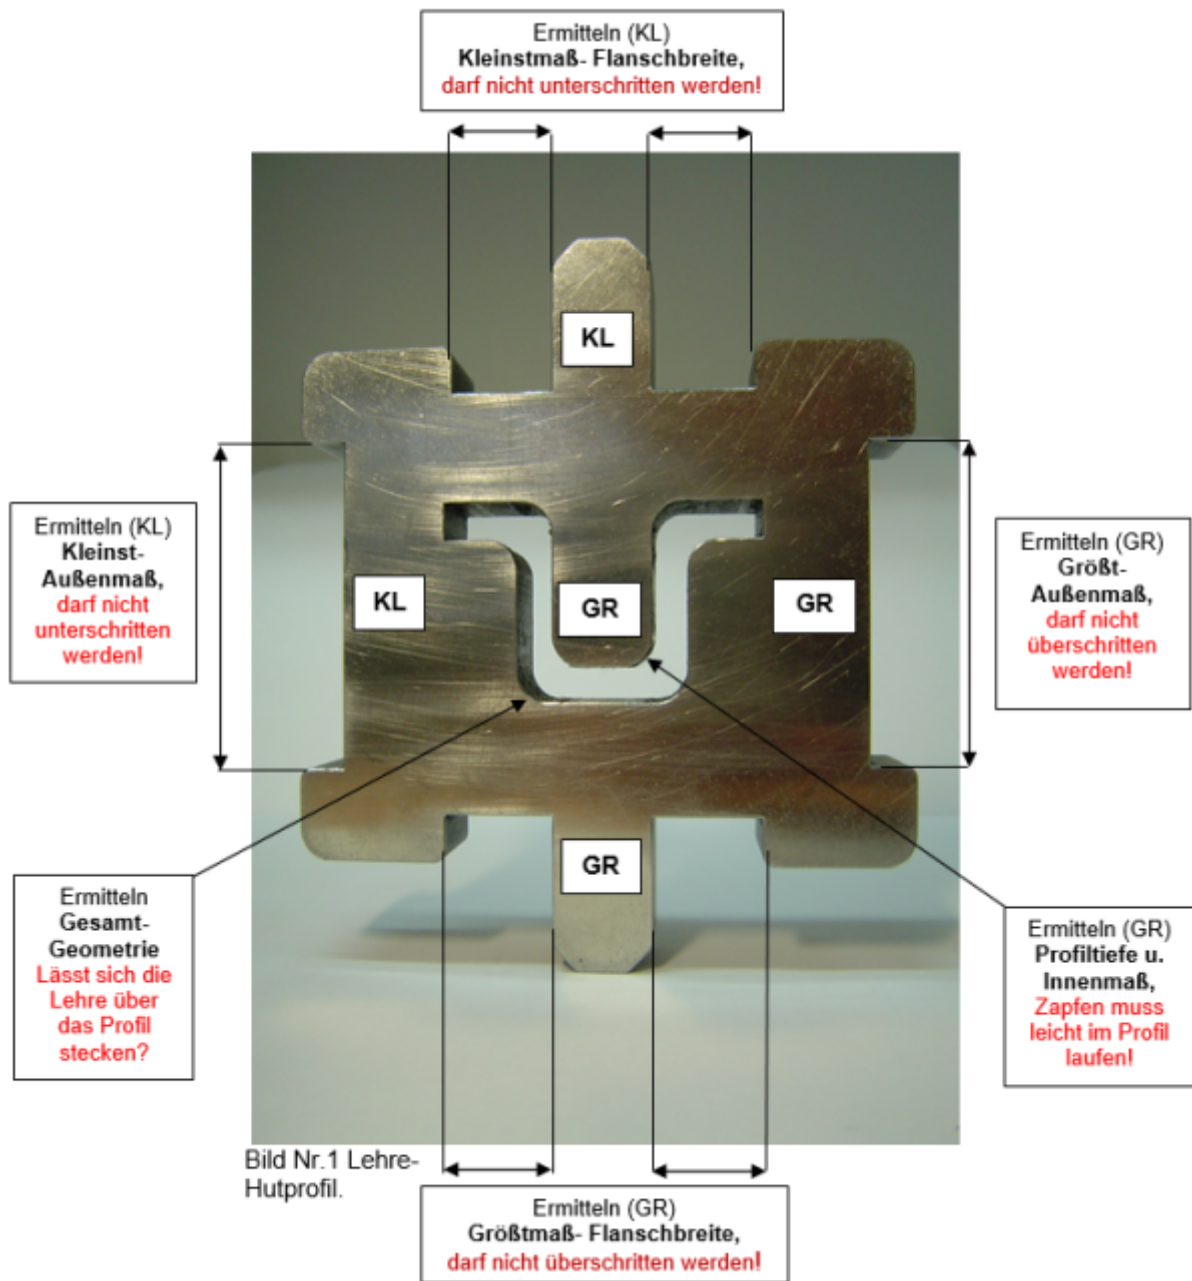 Ermitteln (KL)
Kleinstmaß- Flanschbreite,
darf nicht unterschritten werden!
KL
Ermitteln (KL)
Kleinst-
Außenmaß,
darf nicht
unterschritten
werden!
KL
GR
GR
Ermitteln (GR)
Größt-
Außenmaß,
darf nicht
überschritten
werden!
GR
Ermitteln
Gesamt-
Geometrie
Lässt sich die
Lehre über
das Profil
stecken?
Ermitteln (GR)
Profiltiefe u.
Innenmaß,
Zapfen muss
leicht im Profil
laufen!
Bild Nr.1 Lehre-
Hutprofil.
Ermitteln (GR)
Größtmaß- Flanschbreite,
darf nicht überschritten werden!